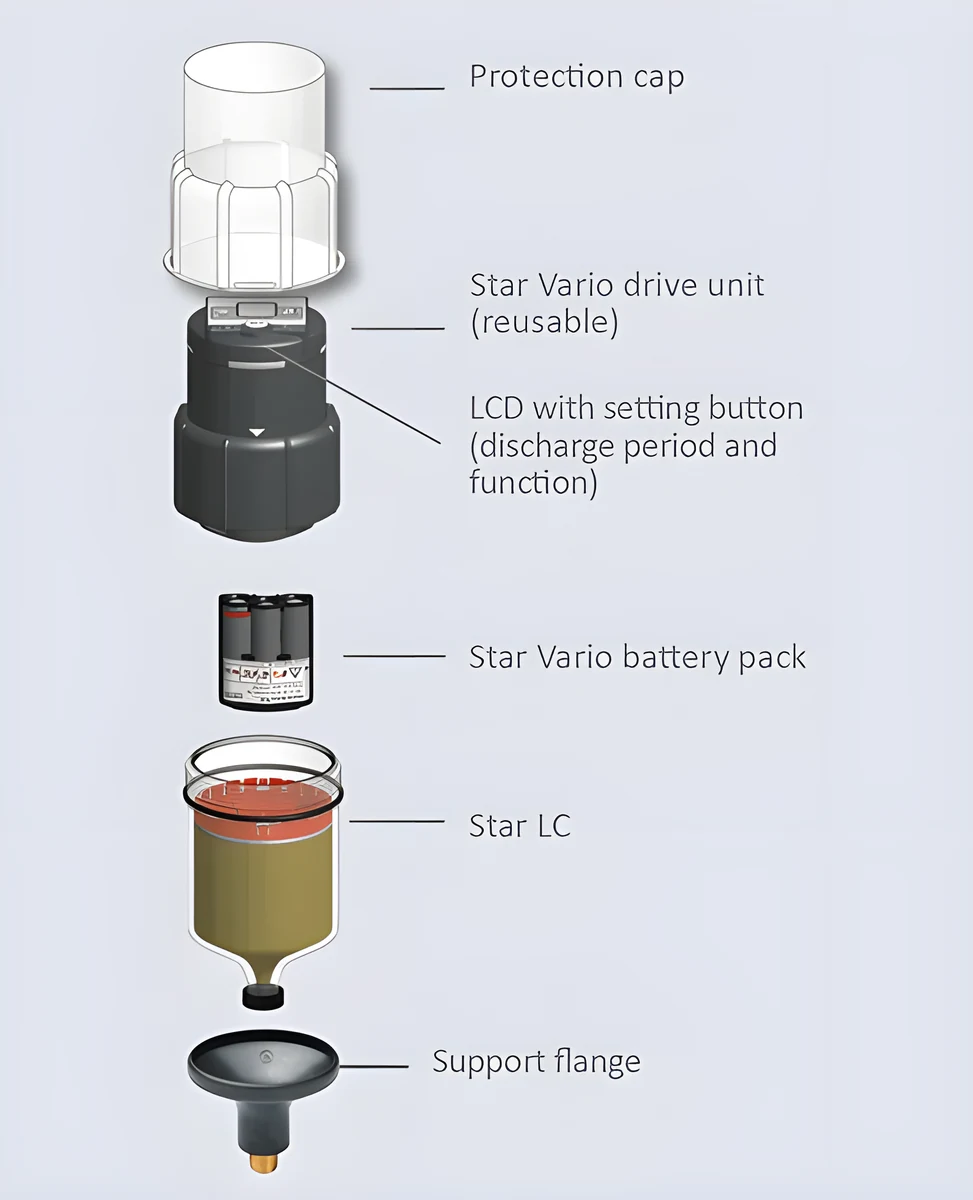 Protection cap
Star Vario drive unit
(reusable)
LCD with setting button
(discharge period and
function)
Star Vario battery pack
Star LC
Support flange